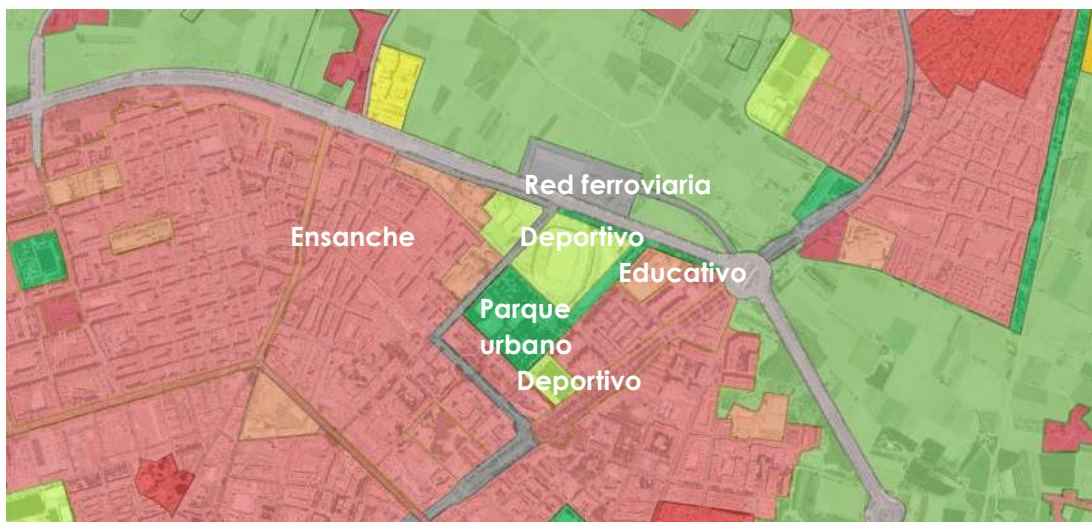 Red ferroviaria
Ensanche
Deportivo
Educativo
Parque
urbano
Deportivo